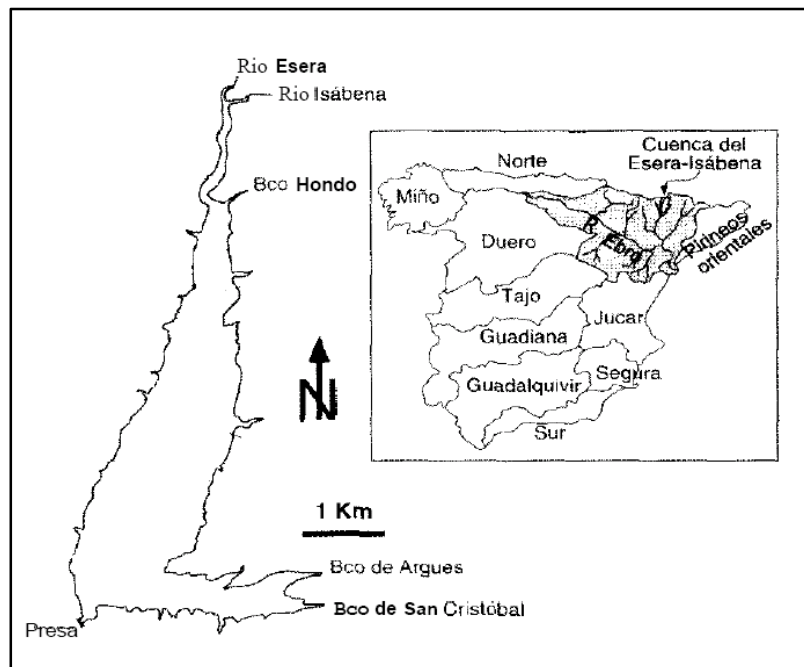 Rio Esera
Rio Isábena
Bco Hondo
1 Km
N
Bco de Argues
Bco de San Cristóbal
Presa
Cuenca del
Esera-Isábena
Norte
Miño
Duero
R. Ebro
Pirineos
orientales
Tajo
Jucar
Guadiana
Segura
Guadalquivir
Sur